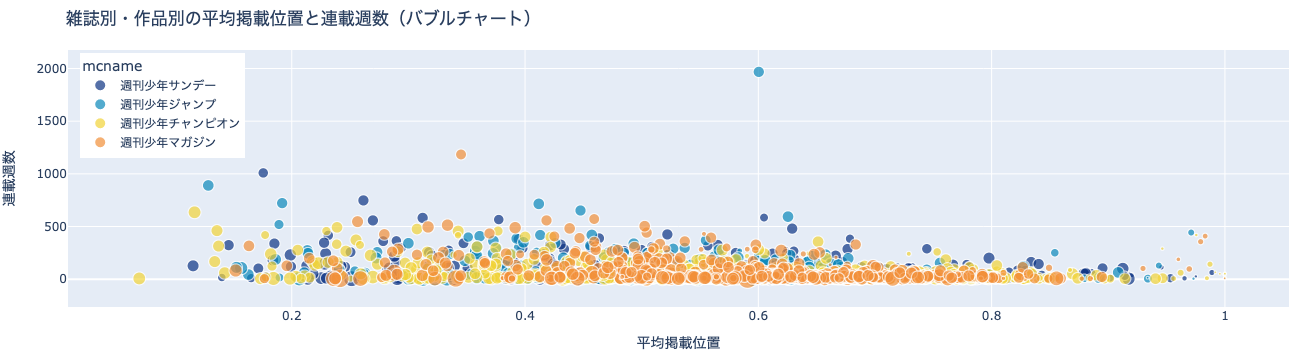 雑誌別・作品別の平均掲載位置と連載週数（バブルチャート）
mcname
週刊少年サンデー
週刊少年ジャンプ
週刊少年チャンピオン
週刊少年マガジン
連載週数
2000
1500
1000
500
0
0.2
0.4
0.6
0.8
1
平均掲載位置